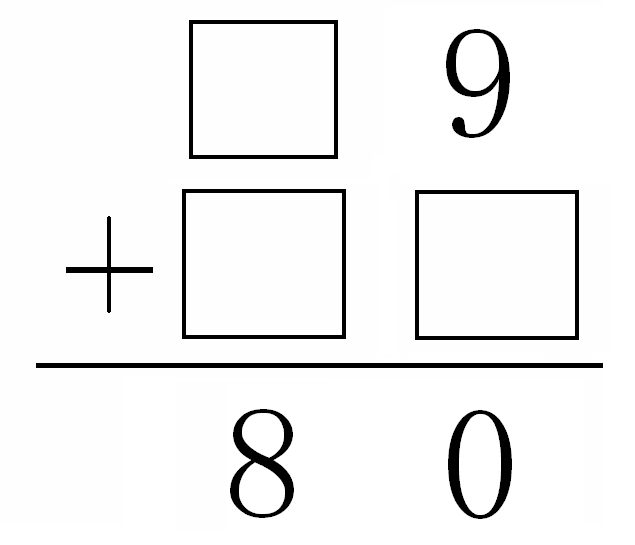 □ 9
+ □ □
8 0